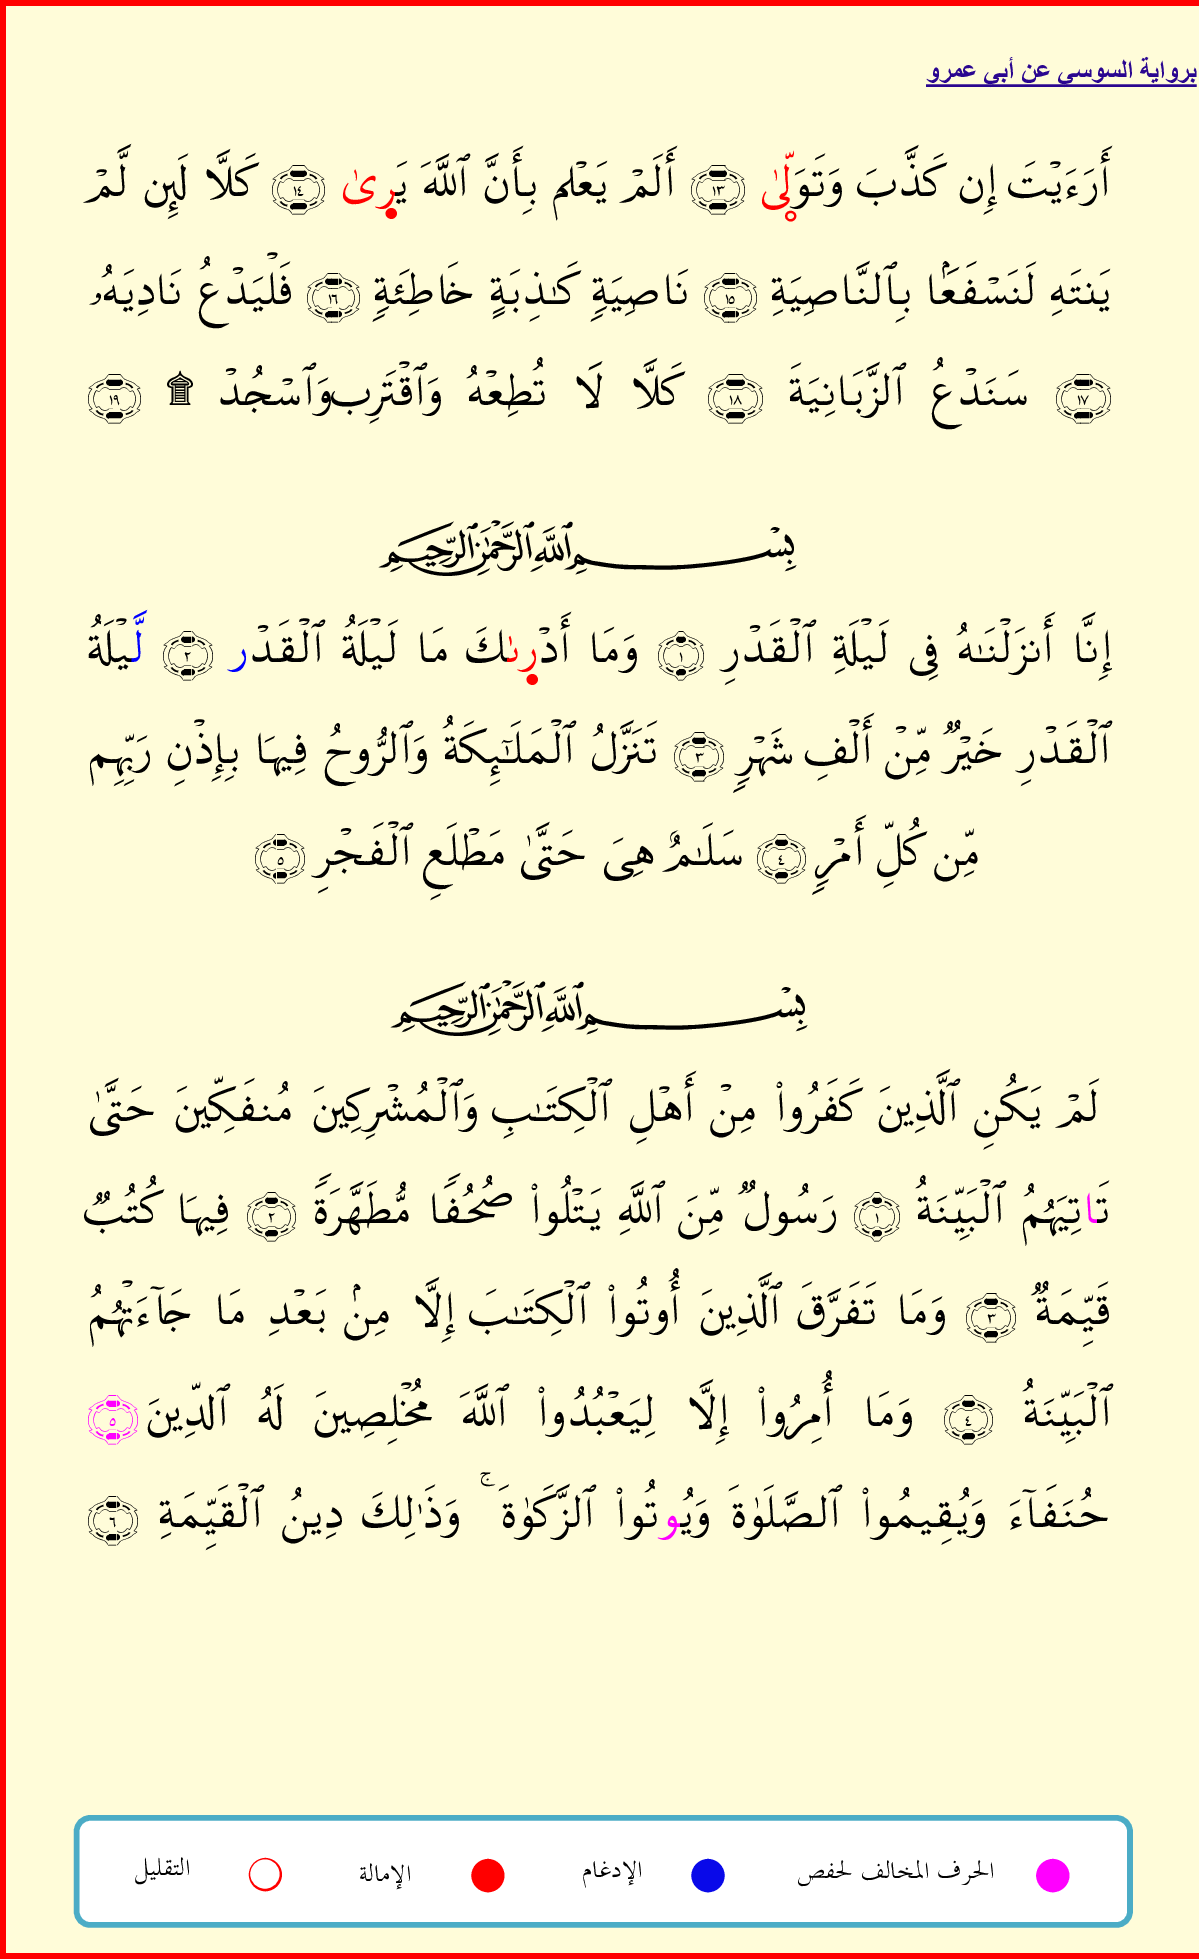 برواية السوسي عن أبي عمرو
أَرَءَيْتَ إِن كَذَّبَ وَتَوَلّىٰ ١٣ أَلَمْ يَعْلَم بِأَنَّ ٱللَّهَ يَرِىٰ ١٤ كَلَّا لَئِن لَّمْ
يَنتَهِ لَنَسْفَعَۢا بِٱلنَّاصِيَةِ ١٥ نَاصِيَةٍ كَٰذِبَةٍ خَاطِئَةٍ ١٦ فَلْيَدْعُ نَادِيَهُۥ
١٧ سَنَدْعُ ٱلزَّبَانِيَةَ ١٨ كَلَّا لَا تُطِعْهُ وَٱقْتَرِب وَٱسْجُدْ ۩ ١٩
بِسْمِ ٱللَّهِ ٱلرَّحْمَٰنِ ٱلرَّحِيمِ
إِنَّا أَنزَلْنَٰهُ فِى لَيْلَةِ ٱلْقَدْرِ ١ وَمَا أَدْرِىٰكَ مَا لَيْلَةُ ٱلْقَدْر ٢ لَّيْلَةُ
ٱلْقَدْرِ خَيْرٌ مِّنْ أَلْفِ شَهْرٍ ٣ تَنَزَّلُ ٱلْمَلَٰٓئِكَةُ وَٱلرُّوحُ فِيهَا بِإِذْنِ رَبِّهِم
مِّن كُلِّ أَمْرٍ ٤ سَلَٰمٌ هِىَ حَتَّىٰ مَطْلَعِ ٱلْفَجْرِ ٥
بِسْمِ ٱللَّهِ ٱلرَّحْمَٰنِ ٱلرَّحِيمِ
لَمْ يَكُنِ ٱلَّذِينَ كَفَرُوا۟ مِنْ أَهْلِ ٱلْكِتَٰبِ وَٱلْمُشْرِكِينَ مُنفَكِّينَ حَتَّىٰ
تَاتِيَهُمُ ٱلْبَيِّنَةُ ١ رَسُولٌ مِّنَ ٱللَّهِ يَتْلُوا۟ صُحُفًا مُّطَهَّرَةً ٢ فِيهَا كُتُبٌ
قَيِّمَةٌ ٣ وَمَا تَفَرَّقَ ٱلَّذِينَ أُوتُوا۟ ٱلْكِتَٰبَ إِلَّا مِنۢ بَعْدِ مَا جَآءَتْهُمُ
ٱلْبَيِّنَةُ ٤ وَمَا أُمِرُوا۟ إِلَّا لِيَعْبُدُوا۟ ٱللَّهَ مُخْلِصِينَ لَهُ ٱلدِّينَ ٥
حُنَفَآءَ وَيُقِيمُوا۟ ٱلصَّلَوٰةَ وَيُوتُوا۟ ٱلزَّكَوٰةَ ۚ وَذَٰلِكَ دِينُ ٱلْقَيِّمَةِ ٦
الحرف المخالف لحفص الإدغام الإمالة التقليل